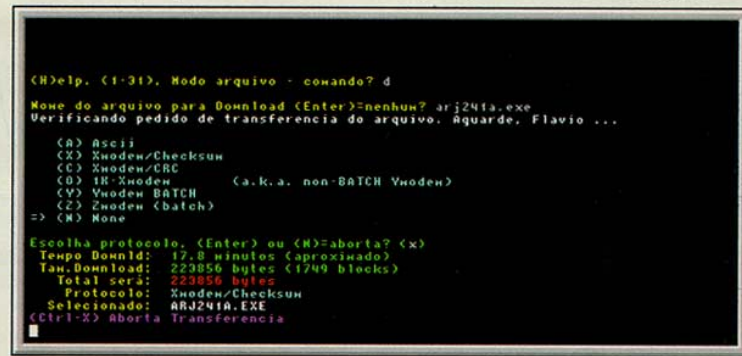 (H)elp, (1-31), Modo arquivo - comando? d
Nome do arquivo para Download (Enter)=nenhum? arj241a.exe
Verificando pedido de transferencia do arquivo. Aguarde, Flavio ...
(A) Ascii
(X) Xmodem/Checksum
(C) Xmodem/CRC
(O) 1K-Xmodem (a.k.a. non-BATCH Ymodem)
(Y) Ymodem BATCH
(Z) Zmodem (batch)
=> (N) None
Escolha protocolo, (Enter) ou (N)=aborta? (x)
Tempo Downld: 17.8 minutos (aproximado)
Tam.Download: 223856 bytes (1749 blocks)
Total será: 223856 bytes
Protocolo: Xmodem/Checksum
Selecionado: ARJ241A.EXE
(Ctrl-X) Aborta Transferencia